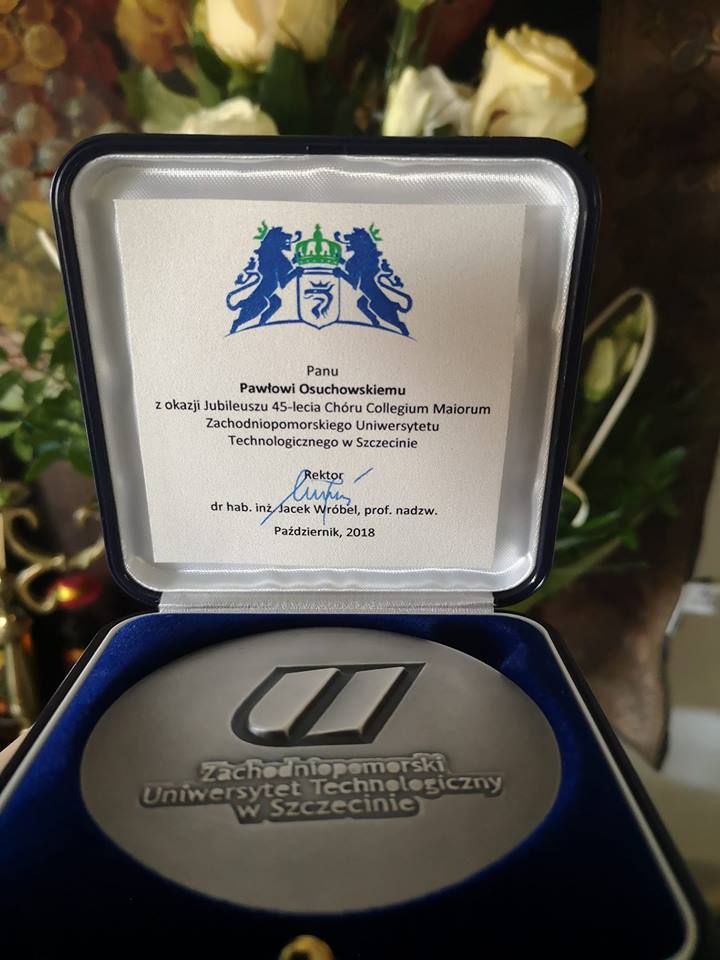 Panu
Pawłowi Osuchowskiemu
z okazji Jubileuszu 45-lecia Chóru Collegium Maiorum
Zachodniopomorskiego Uniwersytetu
Technologicznego w Szczecinie
Rektor
dr hab. inż. Jacek Wróbel, prof. nadzw.
Październik, 2018
Zachodniopomorski
Uniwersytet Technologiczny
w Szczecinie